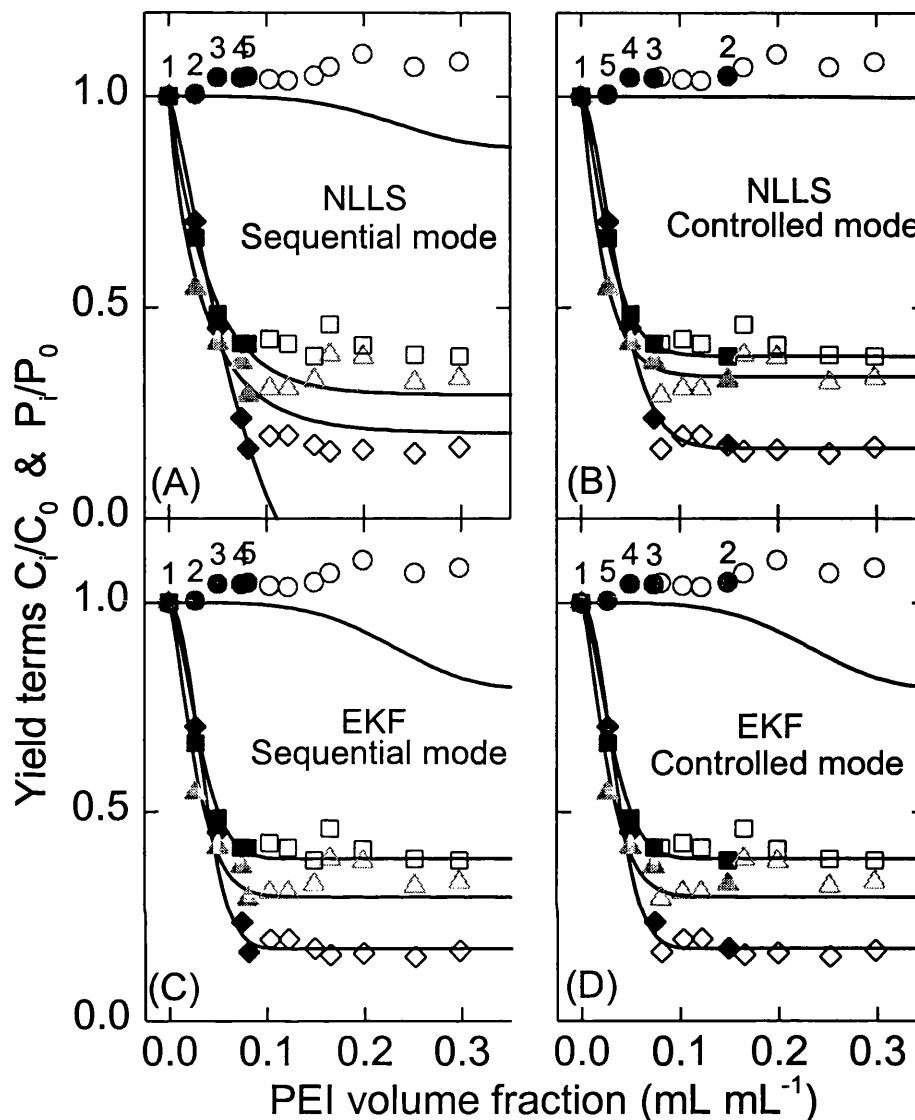 Yield terms C_i/C_0 & P_i/P_0
1 2 3 4 5
1.0
0.5
0.0
NLLS
Sequential mode
(A)
1 5 4 3 2
NLLS
Controlled mode
(B)
1 2 3 4 5
1.0
0.5
0.0
EKF
Sequential mode
(C)
0.0 0.1 0.2 0.3
1 5 4 3 2
EKF
Controlled mode
(D)
0.0 0.1 0.2 0.3
PEI volume fraction (mL mL⁻¹)